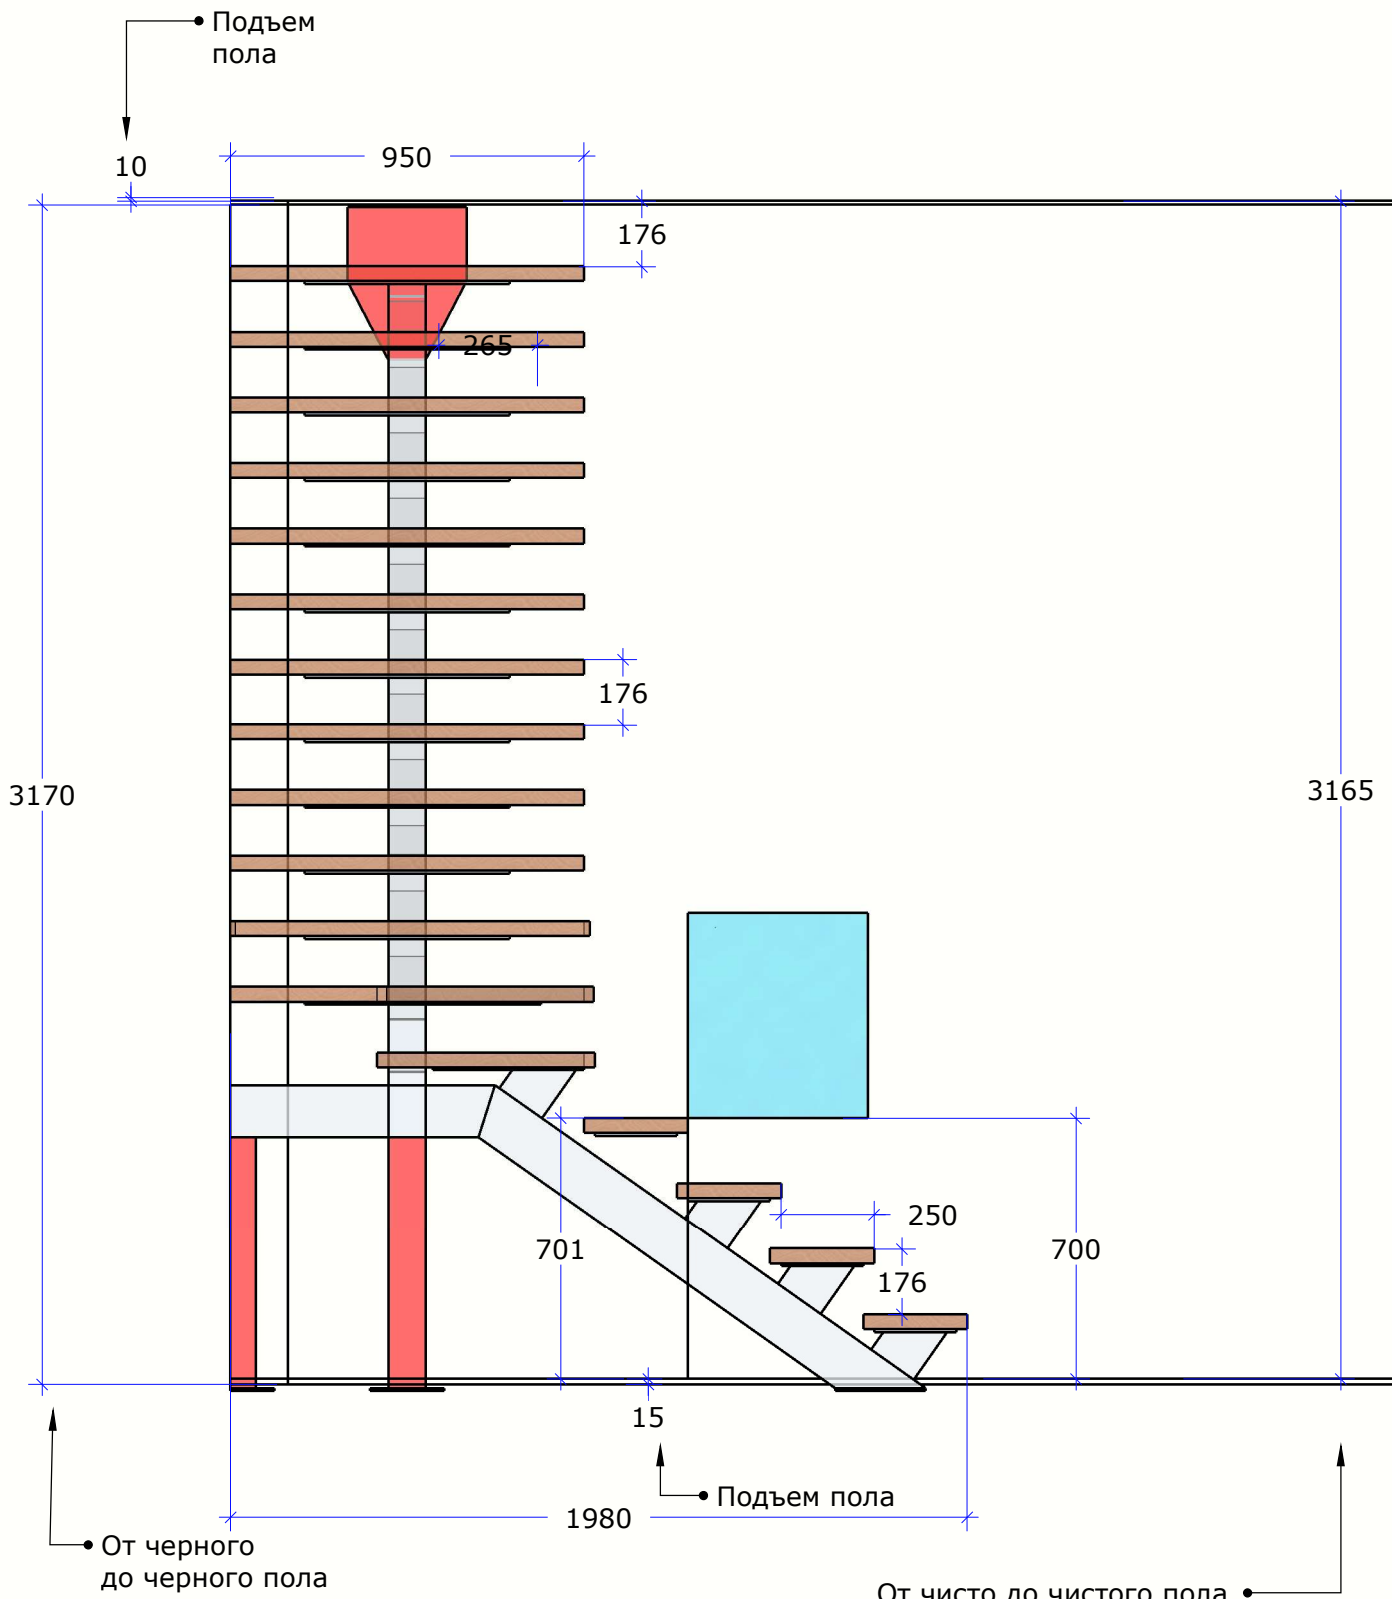 Подъем
пола
10
950
176
265
176
3170
3165
250
701
700
176
15
Подъем пола
1980
От черного
до черного пола
От чисто до чистого пола